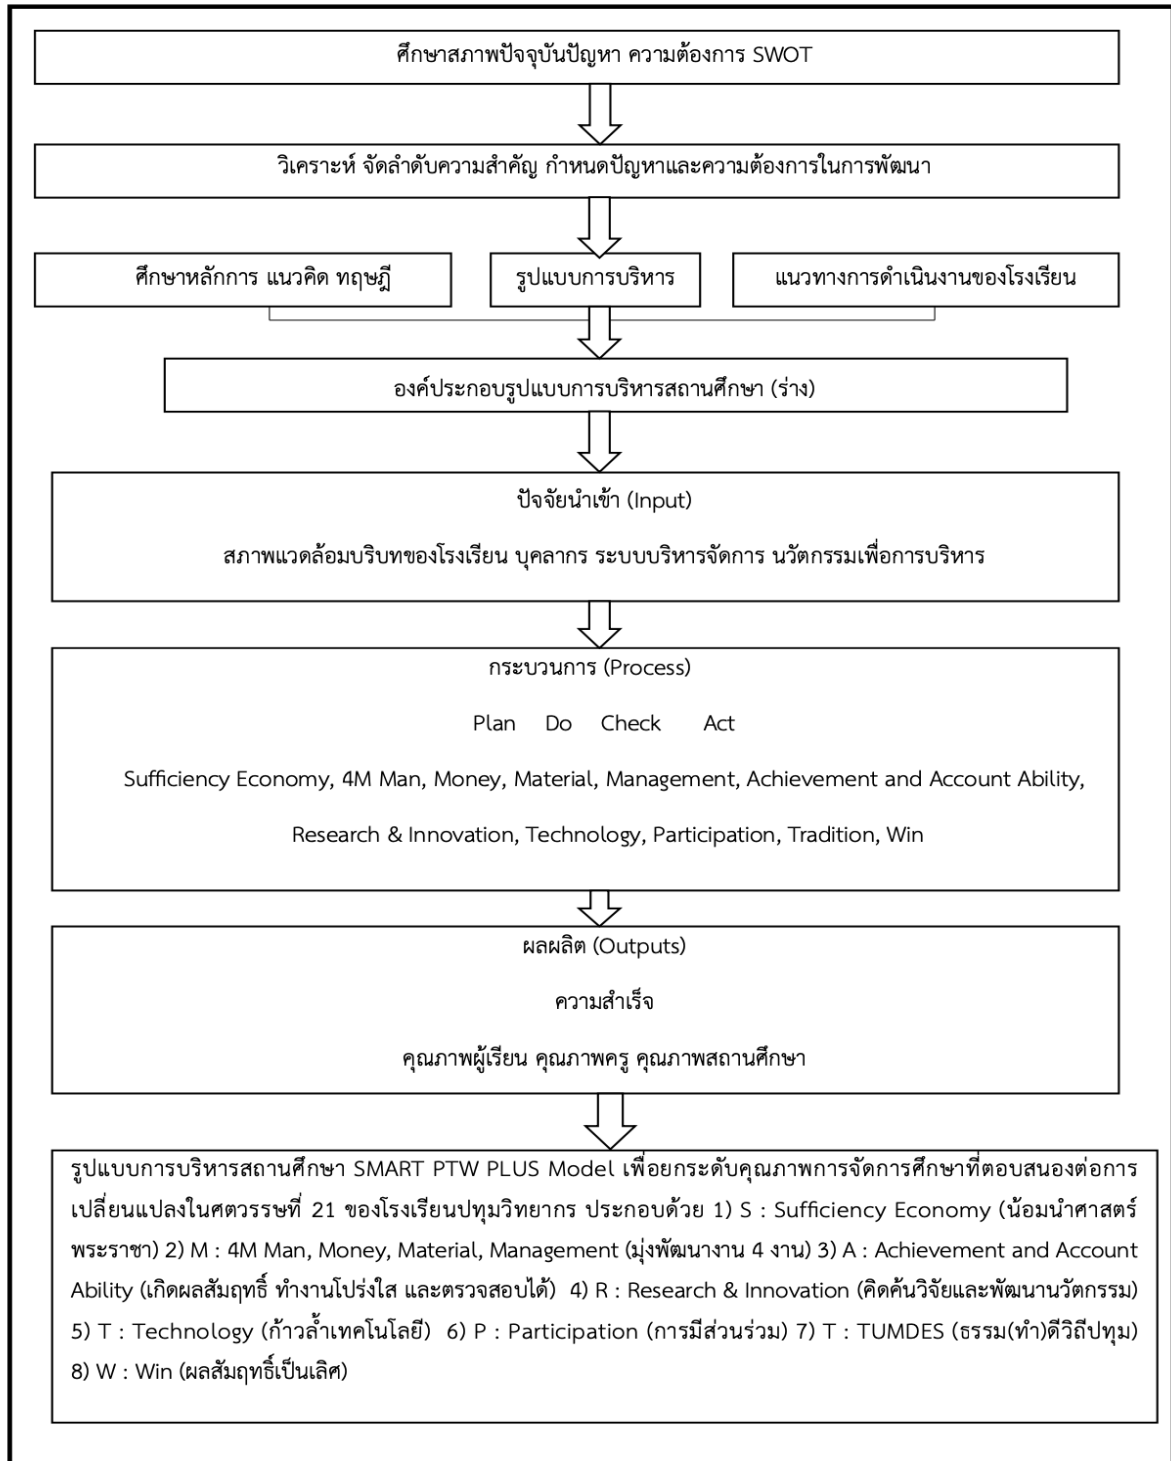 ศึกษาสภาพปัจจุบันปัญหา ความต้องการ SWOT
วิเคราะห์ จัดลำดับความสำคัญ กำหนดปัญหาและความต้องการในการพัฒนา
ศึกษาหลักการ แนวคิด ทฤษฎี
รูปแบบการบริหาร
แนวทางการดำเนินงานของโรงเรียน
องค์ประกอบรูปแบบการบริหารสถานศึกษา (ร่าง)
ปัจจัยนำเข้า (Input)
สภาพแวดล้อมบริบทของโรงเรียน บุคลากร ระบบบริหารจัดการ นวัตกรรมเพื่อการบริหาร
กระบวนการ (Process)
Plan Do Check Act
Sufficiency Economy, 4M Man, Money, Material, Management, Achievement and Account Ability,
Research & Innovation, Technology, Participation, Tradition, Win
ผลผลิต (Outputs)
ความสำเร็จ
คุณภาพผู้เรียน คุณภาพครู คุณภาพสถานศึกษา
รูปแบบการบริหารสถานศึกษา SMART PTW PLUS Model เพื่อยกระดับคุณภาพการจัดการศึกษาที่ตอบสนองต่อการ
เปลี่ยนแปลงในศตวรรษที่ 21 ของโรงเรียนปทุมวิทยากร ประกอบด้วย 1) S : Sufficiency Economy (น้อมนำศาสตร์
พระราชา) 2) M : 4M Man, Money, Material, Management (มุ่งพัฒนางาน 4 งาน) 3) A : Achievement and Account
Ability (เกิดผลสัมฤทธิ์ ทำงานโปร่งใส และตรวจสอบได้) 4) R : Research & Innovation (คิดค้นวิจัยและพัฒนานวัตกรรม)
5) T : Technology (ก้าวล้ำเทคโนโลยี) 6) P : Participation (การมีส่วนร่วม) 7) T : TUMDES (ธรรม(ทำ)ดีวิถีปทุม)
8) W : Win (ผลสัมฤทธิ์เป็นเลิศ)